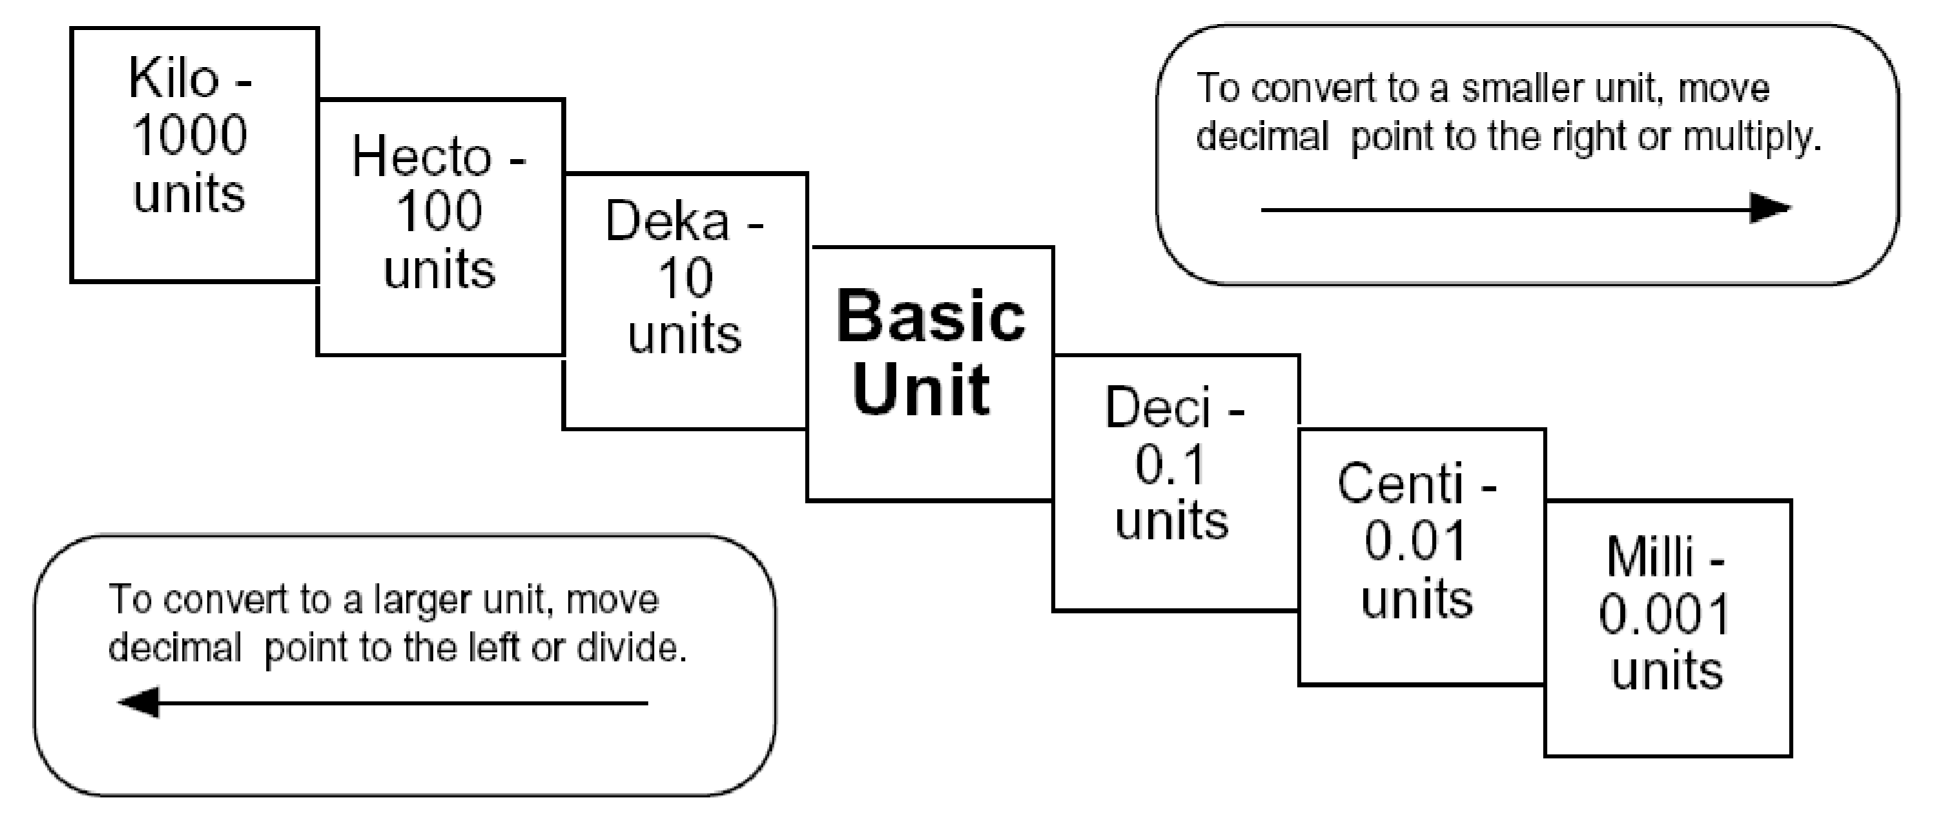 Kilo -
1000
units
Hecto -
100
units
Deka -
10
units
Basic
Unit
Deci -
0.1
units
Centi -
0.01
units
Milli -
0.001
units
To convert to a smaller unit, move
decimal point to the right or multiply.
To convert to a larger unit, move
decimal point to the left or divide.